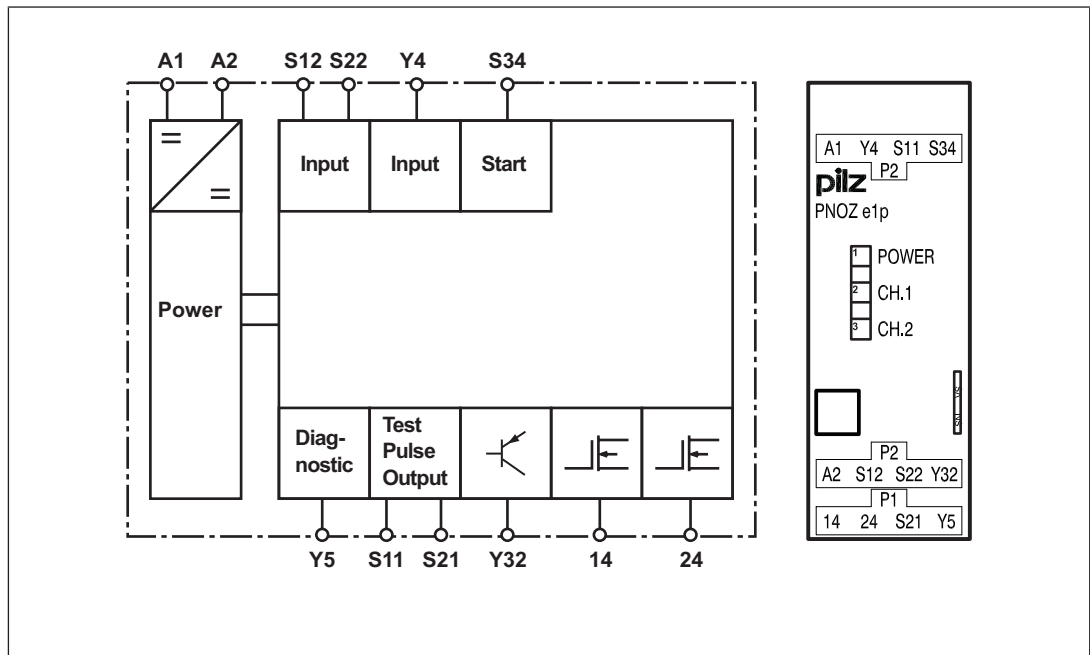 A1 A2 S12 S22 Y4 S34
Input Input Start
Power
Diag-
nostic
Test
Pulse
Output
Y5 S11 S21 Y32 14 24
A1 Y4 S11 S34
P2
pilz
PNOZ e1p
1 POWER
2 CH.1
3 CH.2
P2
A2 S12 S22 Y32
P1
14 24 S21 Y5